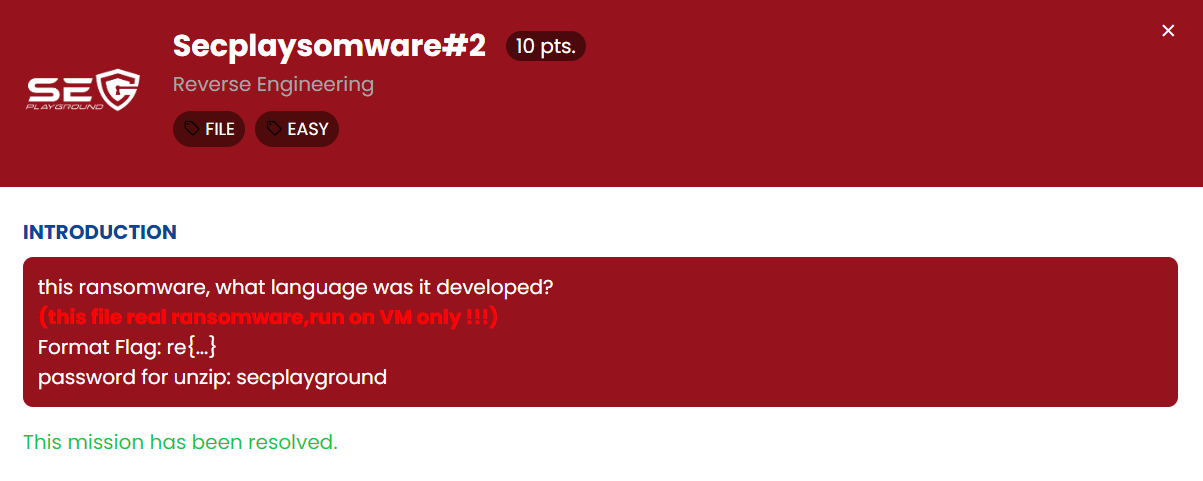 Secplaysomware#2 10 pts.
Reverse Engineering
FILE EASY
SEC
PLAYGROUND
INTRODUCTION
this ransomware, what language was it developed?
(this file real ransomware,run on VM only !!!)
Format Flag: re{...}
password for unzip: secplayground
This mission has been resolved.